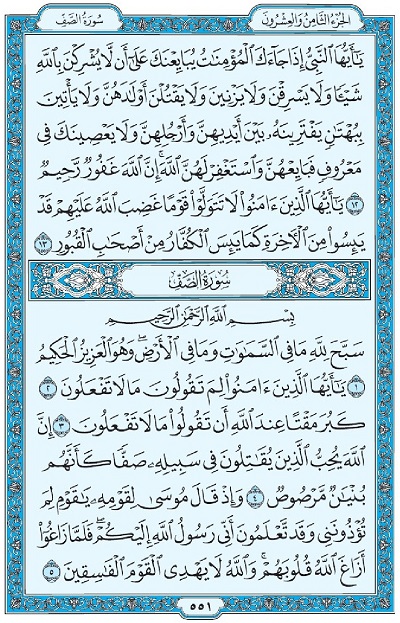 الجزء الثامن والعشرون
سورة الصف
يَٰٓأَيُّهَا ٱلنَّبِيُّ إِذَا جَآءَكَ ٱلْمُؤْمِنَٰتُ يُبَايِعْنَكَ عَلَىٰٓ أَن لَّا يُشْرِكْنَ بِٱللَّهِ
شَيْـًٔا وَلَا يَسْرِقْنَ وَلَا يَزْنِينَ وَلَا يَقْتُلْنَ أَوْلَٰدَهُنَّ وَلَا يَأْتِينَ
بِبُهْتَٰنٍ يَفْتَرِينَهُۥ بَيْنَ أَيْدِيهِنَّ وَأَرْجُلِهِنَّ وَلَا يَعْصِينَكَ فِى
مَعْرُوفٍ فَبَايِعْهُنَّ وَٱسْتَغْفِرْ لَهُنَّ ٱللَّهَ إِنَّ ٱللَّهَ غَفُورٌ رَّحِيمٌ
١٢ يَٰٓأَيُّهَا ٱلَّذِينَ ءَامَنُوا۟ لَا تَتَوَلَّوْا۟ قَوْمًا غَضِبَ ٱللَّهُ عَلَيْهِمْ قَدْ
يَئِسُوا۟ مِنَ ٱلْءَاخِرَةِ كَمَا يَئِسَ ٱلْكُفَّارُ مِنْ أَصْحَٰبِ ٱلْقُبُورِ ١٣
سورة الصف
بِسْمِ ٱللَّهِ ٱلرَّحْمَٰنِ ٱلرَّحِيمِ
سَبَّحَ لِلَّهِ مَا فِى ٱلسَّمَٰوَٰتِ وَمَا فِى ٱلْأَرْضِ ۖ وَهُوَ ٱلْعَزِيزُ ٱلْحَكِيمُ
١ يَٰٓأَيُّهَا ٱلَّذِينَ ءَامَنُوا۟ لِمَ تَقُولُونَ مَا لَا تَفْعَلُونَ ٢
كَبُرَ مَقْتًا عِندَ ٱللَّهِ أَن تَقُولُوا۟ مَا لَا تَفْعَلُونَ ٣ إِنَّ
ٱللَّهَ يُحِبُّ ٱلَّذِينَ يُقَٰتِلُونَ فِى سَبِيلِهِۦ صَفًّا كَأَنَّهُم
بُنْيَٰنٌ مَّرْصُوصٌ ٤ وَإِذْ قَالَ مُوسَىٰ لِقَوْمِهِۦ يَٰقَوْمِ لِمَ
تُؤْذُونَنِى وَقَد تَّعْلَمُونَ أَنِّى رَسُولُ ٱللَّهِ إِلَيْكُمْ ۖ فَلَمَّا زَاغُوٓا۟
أَزَاغَ ٱللَّهُ قُلُوبَهُمْ ۚ وَٱللَّهُ لَا يَهْدِى ٱلْقَوْمَ ٱلْفَٰسِقِينَ ٥
٥٥١